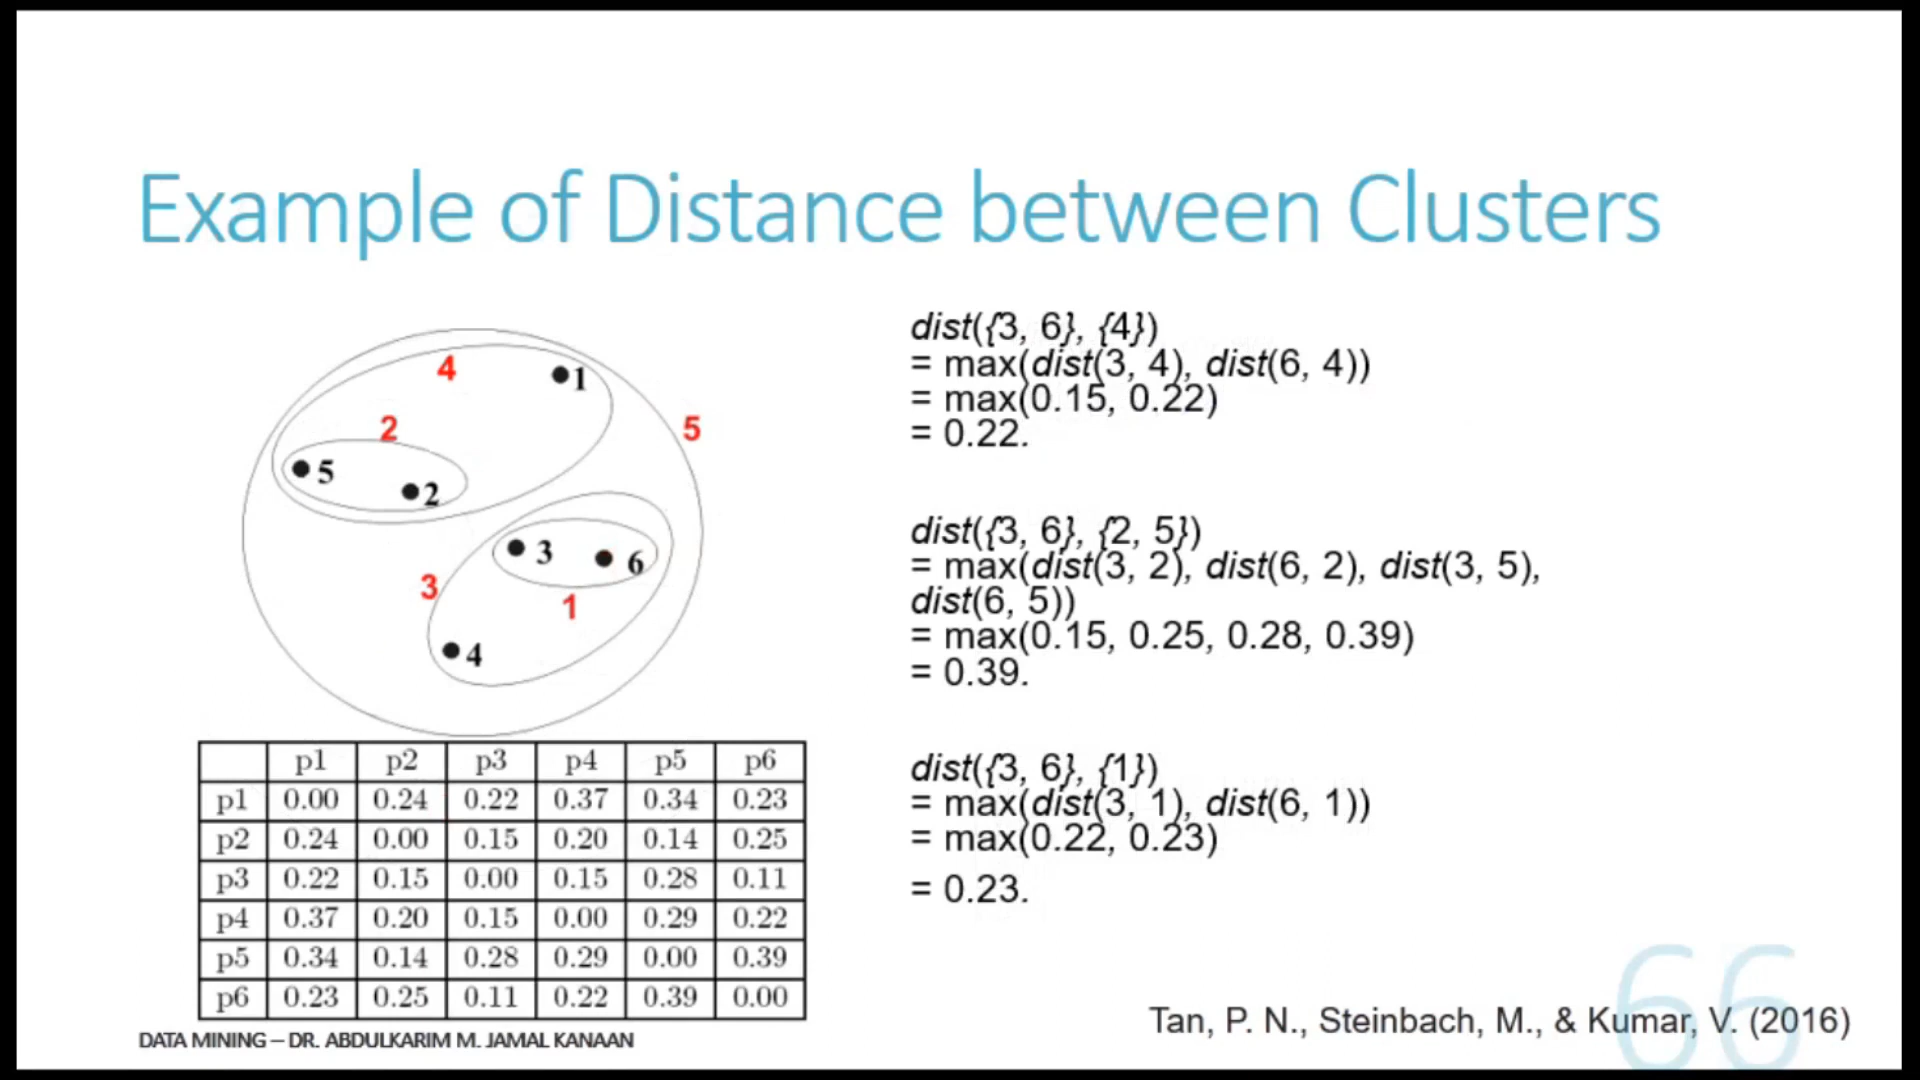 Example of Distance between Clusters
4
1
2
5
5
2
3
6
3
1
4
dist({3, 6}, {4})
= max(dist(3, 4), dist(6, 4))
= max(0.15, 0.22)
= 0.22.
dist({3, 6}, {2, 5})
= max(dist(3, 2), dist(6, 2), dist(3, 5),
dist(6, 5))
= max(0.15, 0.25, 0.28, 0.39)
= 0.39.
dist({3, 6}, {1})
= max(dist(3, 1), dist(6, 1))
= max(0.22, 0.23)
= 0.23.
p1 p2 p3 p4 p5 p6
p1 0.00 0.24 0.22 0.37 0.34 0.23
p2 0.24 0.00 0.15 0.20 0.14 0.25
p3 0.22 0.15 0.00 0.15 0.28 0.11
p4 0.37 0.20 0.15 0.00 0.29 0.22
p5 0.34 0.14 0.28 0.29 0.00 0.39
p6 0.23 0.25 0.11 0.22 0.39 0.00
DATA MINING – DR. ABDULKARIM M. JAMAL KANAAN
Tan, P. N., Steinbach, M., & Kumar, V. (2016)
66